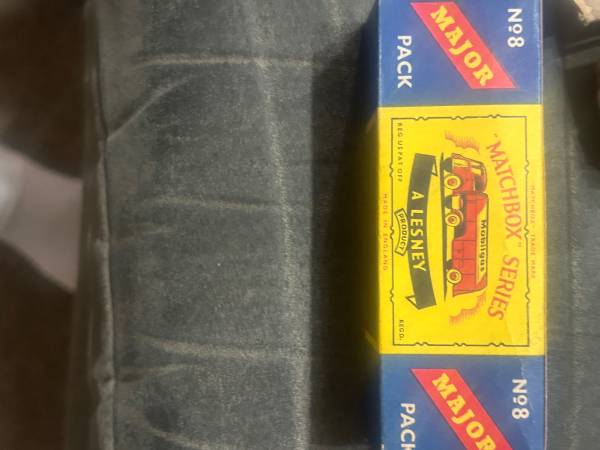 Nº8
MAJOR
PACK
"MATCHBOX" SERIES
"MATCHBOX" TRADE MARK
Mobilgas
A LESNEY
PRODUCT
MADE IN ENGLAND
REG US PAT OFF
REGD.
Nº8
MAJOR
PACK